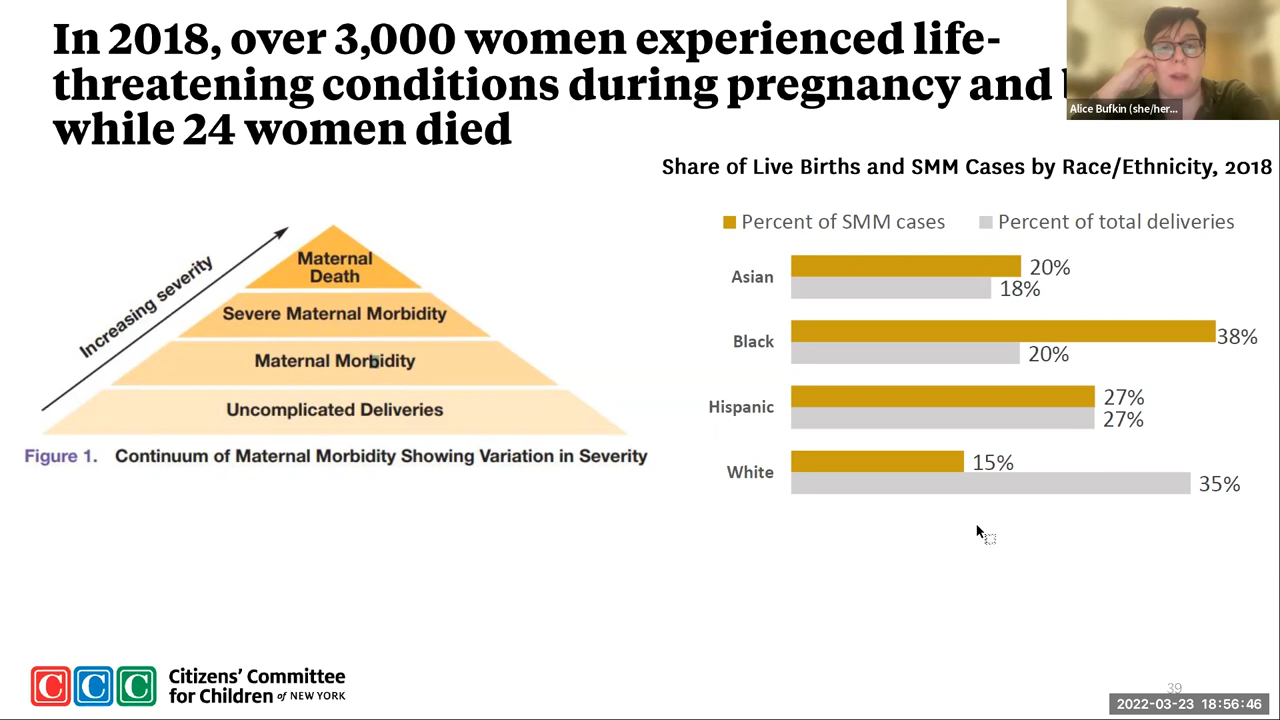 In 2018, over 3,000 women experienced life-
threatening conditions during pregnancy and
while 24 women died
Alice Bufkin (she/her...
Share of Live Births and SMM Cases by Race/Ethnicity, 2018
Percent of SMM cases
Percent of total deliveries
Increasing severity
Maternal
Death
Severe Maternal Morbidity
Maternal Morbidity
Uncomplicated Deliveries
Figure 1. Continuum of Maternal Morbidity Showing Variation in Severity
Asian
20%
18%
Black
38%
20%
Hispanic
27%
27%
White
15%
35%
CCC
Citizens' Committee
for Children of NEW YORK
39
2022-03-23 18:56:46